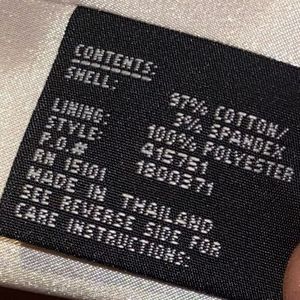 CONTENTS:
SHELL:
97% COTTON/
3% SPANDEX
LINING: 100% POLYESTER
STYLE: 415751
P.O.# 1800371
RN 15101
MADE IN THAILAND
SEE REVERSE SIDE FOR
CARE INSTRUCTIONS: